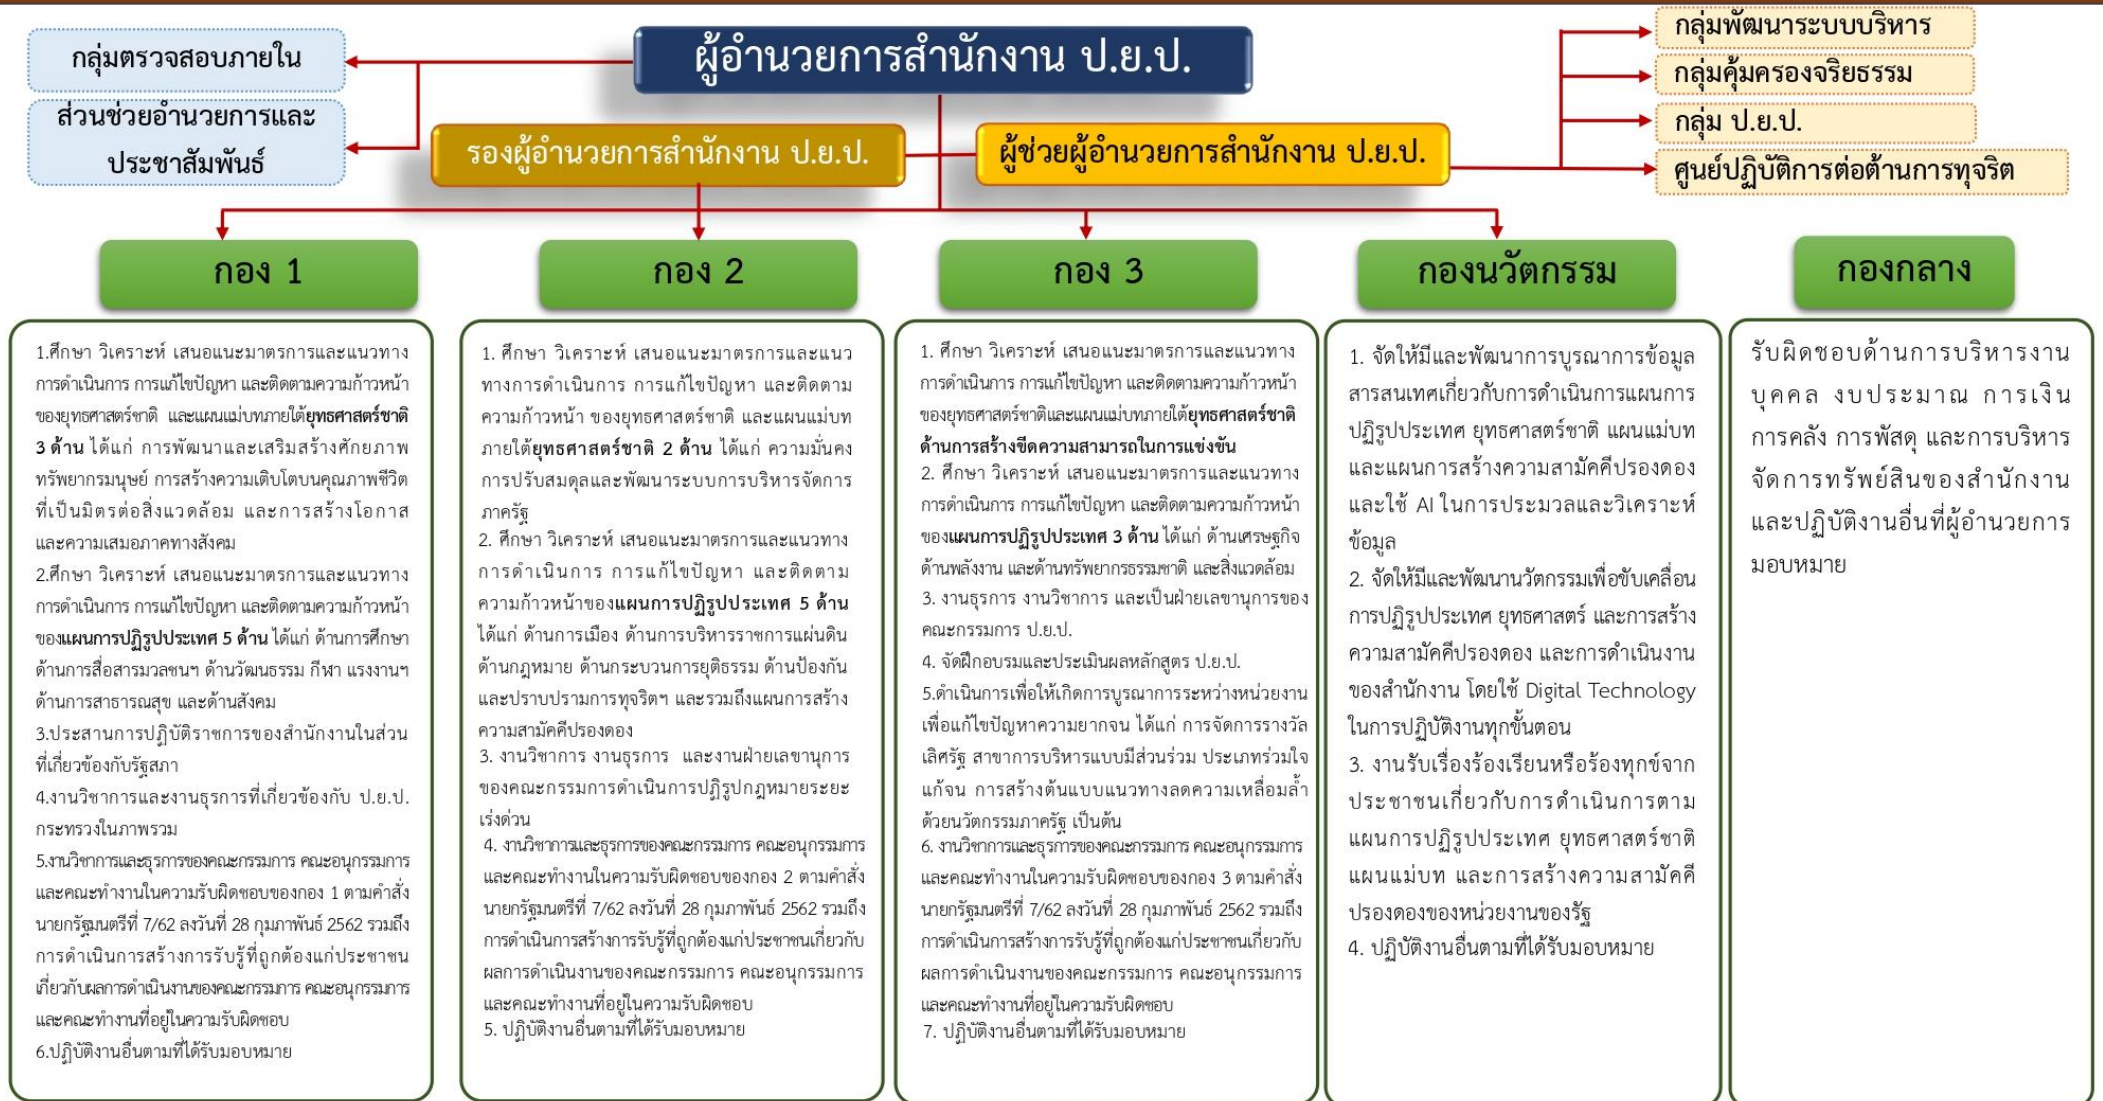 ผู้อำนวยการสำนักงาน ป.ย.ป.
กลุ่มตรวจสอบภายใน
ส่วนช่วยอำนวยการและ
ประชาสัมพันธ์
รองผู้อำนวยการสำนักงาน ป.ย.ป.
ผู้ช่วยผู้อำนวยการสำนักงาน ป.ย.ป.
กลุ่มพัฒนาระบบบริหาร
กลุ่มคุ้มครองจริยธรรม
กลุ่ม ป.ย.ป.
ศูนย์ปฏิบัติการต่อต้านการทุจริต
กอง 1
1.ศึกษา วิเคราะห์ เสนอแนะมาตรการและแนวทาง
การดำเนินการ การแก้ไขปัญหา และติดตามความก้าวหน้า
ของยุทธศาสตร์ชาติ และแผนแม่บทภายใต้ยุทธศาสตร์ชาติ
3 ด้าน ได้แก่ การพัฒนาและเสริมสร้างศักยภาพ
ทรัพยากรมนุษย์ การสร้างความเติบโตบนคุณภาพชีวิต
ที่เป็นมิตรต่อสิ่งแวดล้อม และการสร้างโอกาส
และความเสมอภาคทางสังคม
2.ศึกษา วิเคราะห์ เสนอแนะมาตรการและแนวทาง
การดำเนินการ การแก้ไขปัญหา และติดตามความก้าวหน้า
ของแผนการปฏิรูปประเทศ 5 ด้าน ได้แก่ ด้านการศึกษา
ด้านการสื่อสารมวลชนฯ ด้านวัฒนธรรม กีฬา แรงงานฯ
ด้านการสาธารณสุข และด้านสังคม
3.ประสานการปฏิบัติราชการของสำนักงานในส่วน
ที่เกี่ยวข้องกับรัฐสภา
4.งานวิชาการและงานธุรการที่เกี่ยวข้องกับ ป.ย.ป.
กระทรวงในภาพรวม
5.งานวิชาการและธุรการของคณะกรรมการ คณะอนุกรรมการ
และคณะทำงานในความรับผิดชอบของกอง 1 ตามคำสั่ง
นายกรัฐมนตรีที่ 7/62 ลงวันที่ 28 กุมภาพันธ์ 2562 รวมถึง
การดำเนินการสร้างการรับรู้ที่ถูกต้องแก่ประชาชน
เกี่ยวกับผลการดำเนินงานของคณะกรรมการ คณะอนุกรรมการ
และคณะทำงานที่อยู่ในความรับผิดชอบ
6.ปฏิบัติงานอื่นตามที่ได้รับมอบหมาย
กอง 2
1. ศึกษา วิเคราะห์ เสนอแนะมาตรการและแนว
ทางการดำเนินการ การแก้ไขปัญหา และติดตาม
ความก้าวหน้า ของยุทธศาสตร์ชาติ และแผนแม่บท
ภายใต้ยุทธศาสตร์ชาติ 2 ด้าน ได้แก่ ความมั่นคง
การปรับสมดุลและพัฒนาระบบการบริหารจัดการ
ภาครัฐ
2. ศึกษา วิเคราะห์ เสนอแนะมาตรการและแนวทาง
การดำเนินการ การแก้ไขปัญหา และติดตาม
ความก้าวหน้าของแผนการปฏิรูปประเทศ 5 ด้าน
ได้แก่ ด้านการเมือง ด้านการบริหารราชการแผ่นดิน
ด้านกฎหมาย ด้านกระบวนการยุติธรรม ด้านป้องกัน
และปราบปรามการทุจริตฯ และรวมถึงแผนการสร้าง
ความสามัคคีปรองดอง
3. งานวิชาการ งานธุรการ และงานฝ่ายเลขานุการ
ของคณะกรรมการดำเนินการปฏิรูปกฎหมายระยะ
เร่งด่วน
4. งานวิชาการและธุรการของคณะกรรมการ คณะอนุกรรมการ
และคณะทำงานในความรับผิดชอบของกอง 2 ตามคำสั่ง
นายกรัฐมนตรีที่ 7/62 ลงวันที่ 28 กุมภาพันธ์ 2562 รวมถึง
การดำเนินการสร้างการรับรู้ที่ถูกต้องแก่ประชาชนเกี่ยวกับ
ผลการดำเนินงานของคณะกรรมการ คณะอนุกรรมการ
และคณะทำงานที่อยู่ในความรับผิดชอบ
5. ปฏิบัติงานอื่นตามที่ได้รับมอบหมาย
กอง 3
1. ศึกษา วิเคราะห์ เสนอแนะมาตรการและแนวทาง
การดำเนินการ การแก้ไขปัญหา และติดตามความก้าวหน้า
ของยุทธศาสตร์ชาติและแผนแม่บทภายใต้ยุทธศาสตร์ชาติ
ด้านการสร้างขีดความสามารถในการแข่งขัน
2. ศึกษา วิเคราะห์ เสนอแนะมาตรการและแนวทาง
การดำเนินการ การแก้ไขปัญหา และติดตามความก้าวหน้า
ของแผนการปฏิรูปประเทศ 3 ด้าน ได้แก่ ด้านเศรษฐกิจ
ด้านพลังงาน และด้านทรัพยากรธรรมชาติ และสิ่งแวดล้อม
3. งานธุรการ งานวิชาการ และเป็นฝ่ายเลขานุการของ
คณะกรรมการ ป.ย.ป.
4. จัดฝึกอบรมและประเมินผลหลักสูตร ป.ย.ป.
5.ดำเนินการเพื่อให้เกิดการบูรณาการระหว่างหน่วยงาน
เพื่อแก้ไขปัญหาความยากจน ได้แก่ การจัดการรางวัล
เลิศรัฐ สาขาการบริหารแบบมีส่วนร่วม ประเภทร่วมใจ
แก้จน การสร้างต้นแบบแนวทางลดความเหลื่อมล้ำ
ด้วยนวัตกรรมภาครัฐ เป็นต้น
6. งานวิชาการและธุรการของคณะกรรมการ คณะอนุกรรมการ
และคณะทำงานในความรับผิดชอบของกอง 3 ตามคำสั่ง
นายกรัฐมนตรีที่ 7/62 ลงวันที่ 28 กุมภาพันธ์ 2562 รวมถึง
การดำเนินการสร้างการรับรู้ที่ถูกต้องแก่ประชาชนเกี่ยวกับ
ผลการดำเนินงานของคณะกรรมการ คณะอนุกรรมการ
และคณะทำงานที่อยู่ในความรับผิดชอบ
7. ปฏิบัติงานอื่นตามที่ได้รับมอบหมาย
กองนวัตกรรม
1. จัดให้มีและพัฒนาการบูรณาการข้อมูล
สารสนเทศเกี่ยวกับการดำเนินการแผนการ
ปฏิรูปประเทศ ยุทธศาสตร์ชาติ แผนแม่บท
และแผนการสร้างความสามัคคีปรองดอง
และใช้ AI ในการประมวลและวิเคราะห์
ข้อมูล
2. จัดให้มีและพัฒนานวัตกรรมเพื่อขับเคลื่อน
การปฏิรูปประเทศ ยุทธศาสตร์ และการสร้าง
ความสามัคคีปรองดอง และการดำเนินงาน
ของสำนักงาน โดยใช้ Digital Technology
ในการปฏิบัติงานทุกขั้นตอน
3. งานรับเรื่องร้องเรียนหรือร้องทุกข์จาก
ประชาชนเกี่ยวกับการดำเนินการตาม
แผนการปฏิรูปประเทศ ยุทธศาสตร์ชาติ
แผนแม่บท และการสร้างความสามัคคี
ปรองดองของหน่วยงานของรัฐ
4. ปฏิบัติงานอื่นตามที่ได้รับมอบหมาย
กองกลาง
รับผิดชอบด้านการบริหารงาน
บุคคล งบประมาณ การเงิน
การคลัง การพัสดุ และการบริหาร
จัดการทรัพย์สินของสำนักงาน
และปฏิบัติงานอื่นที่ผู้อำนวยการ
มอบหมาย